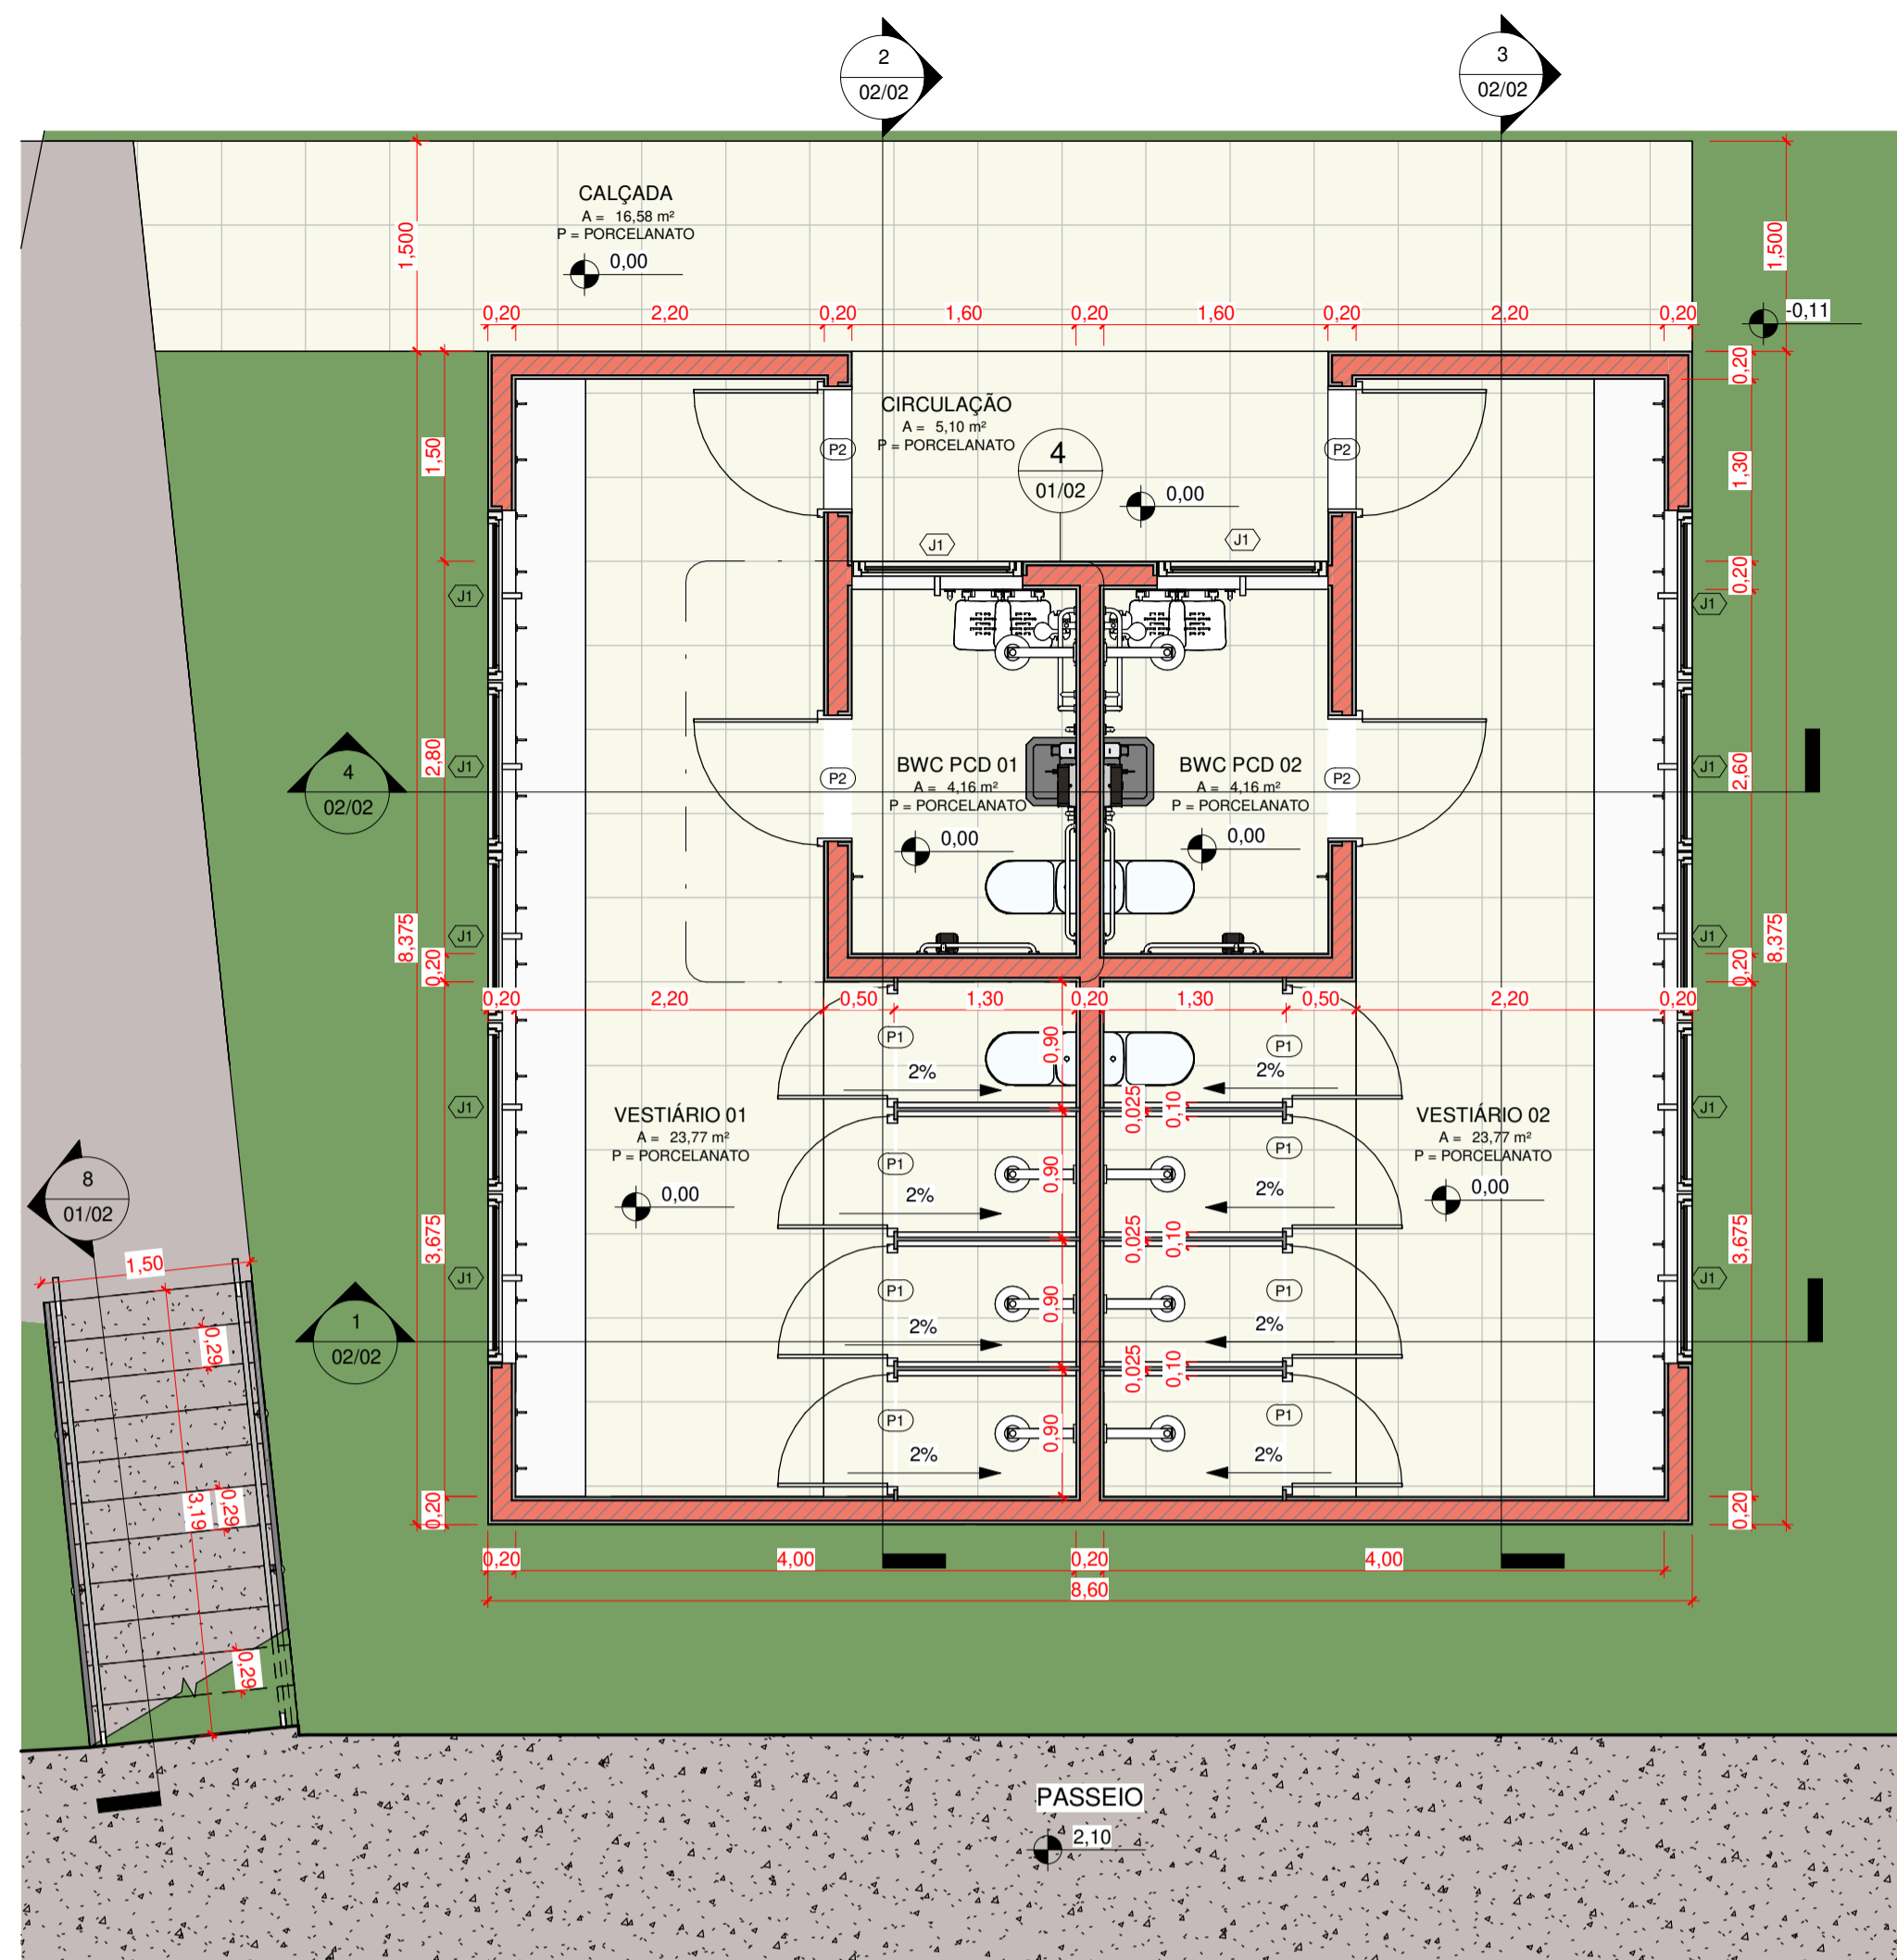 2
02/02
3
02/02
CALÇADA
A = 16,58 m²
P = PORCELANATO
0,00
1,500
1,500
-0,11
0,20
2,20
0,20
1,60
0,20
1,60
0,20
2,20
0,20
0,20
CIRCULAÇÃO
A = 5,10 m²
P = PORCELANATO
P2
P2
4
01/02
0,00
1,50
1,30
J1
J1
0,20
J1
J1
2,80
J1
J1
2,60
4
02/02
P2
P2
BWC PCD 01
A = 4,16 m²
P = PORCELANATO
0,00
BWC PCD 02
A = 4,16 m²
P = PORCELANATO
0,00
8,375
J1
J1
8,375
0,20
0,20
0,20
2,20
0,50
1,30
0,20
1,30
0,50
2,20
0,20
P1
0,90
P1
2%
2%
J1
J1
0,025
0,10
VESTIÁRIO 01
A = 23,77 m²
P = PORCELANATO
0,00
VESTIÁRIO 02
A = 23,77 m²
P = PORCELANATO
0,00
P1
0,90
P1
2%
2%
8
01/02
3,675
0,025
0,10
3,675
1,50
J1
J1
P1
0,90
P1
2%
2%
1
02/02
0,29
0,025
0,10
P1
0,90
P1
2%
2%
3,19
0,29
0,20
0,20
0,20
4,00
0,20
4,00
8,60
0,29
PASSEIO
2,10